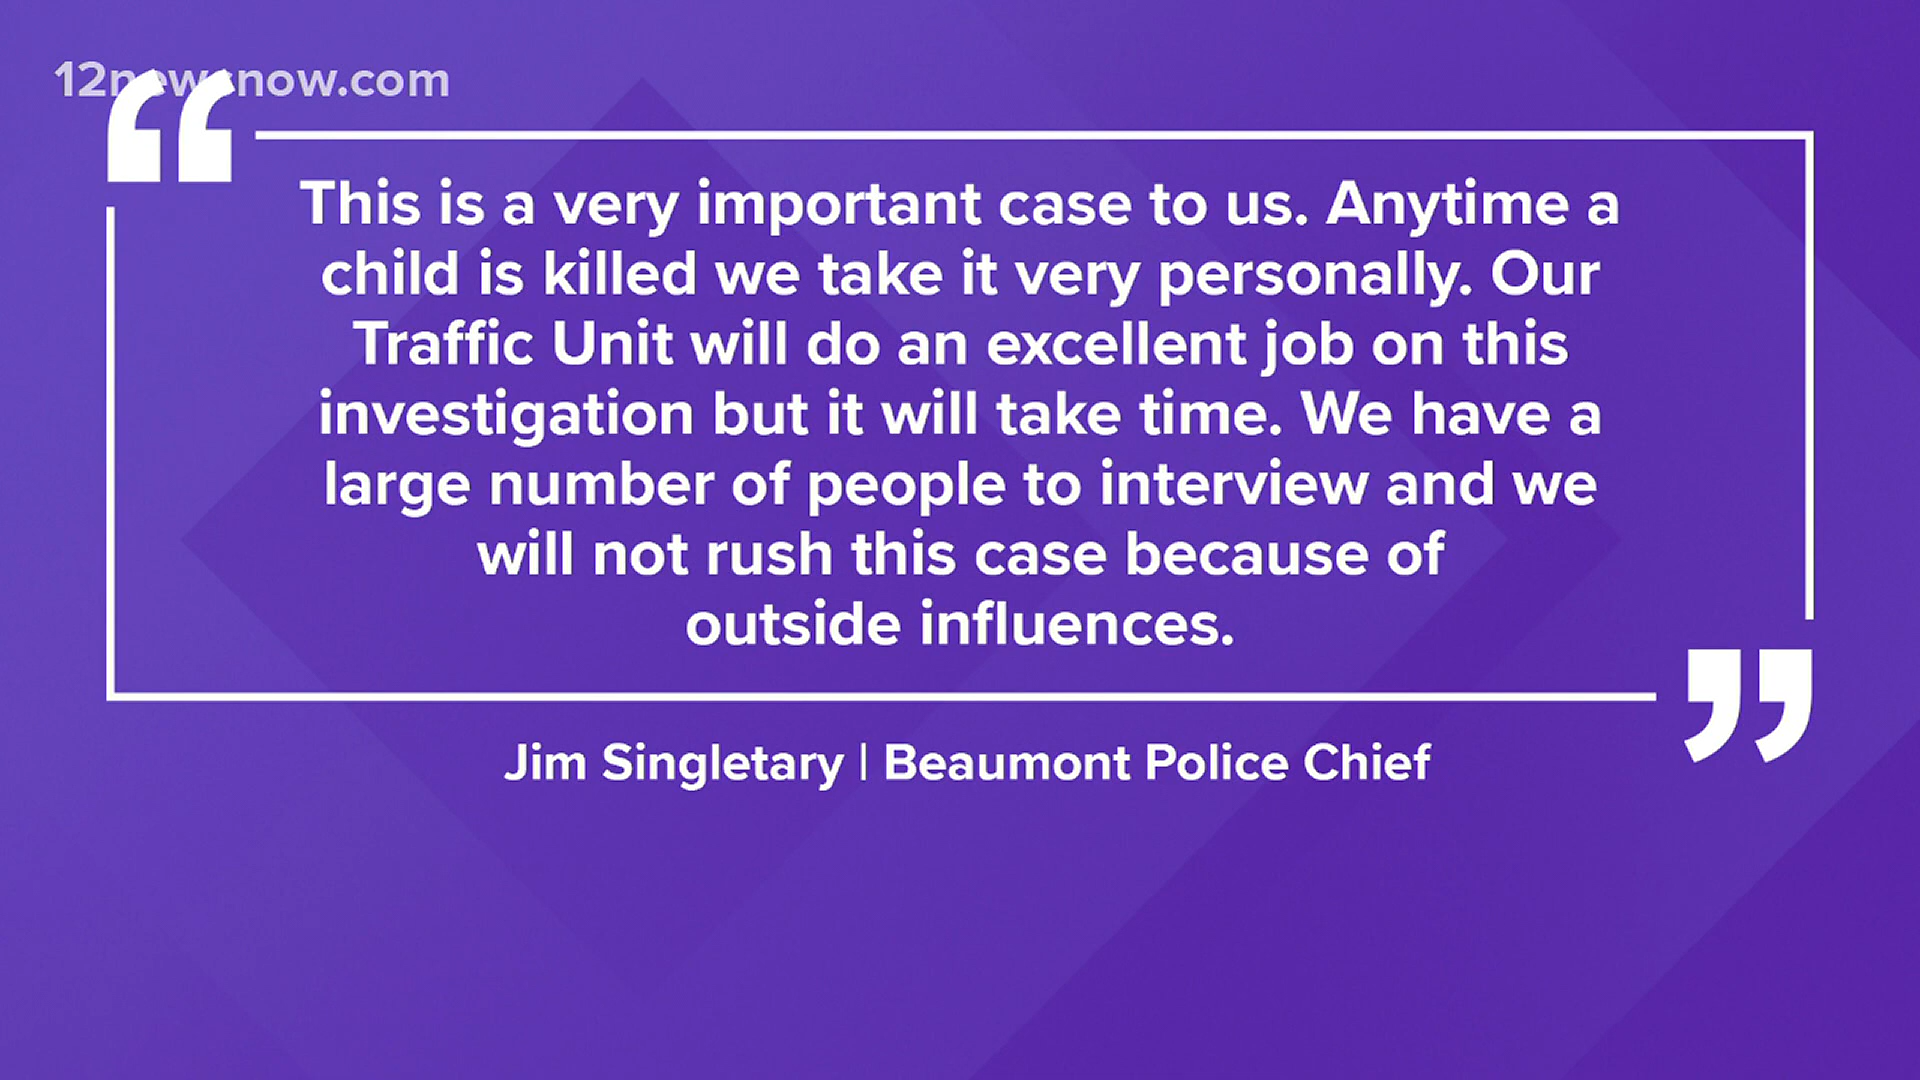 12newsnow.com
This is a very important case to us. Anytime a
child is killed we take it very personally. Our
Traffic Unit will do an excellent job on this
investigation but it will take time. We have a
large number of people to interview and we
will not rush this case because of
outside influences.
Jim Singletary | Beaumont Police Chief